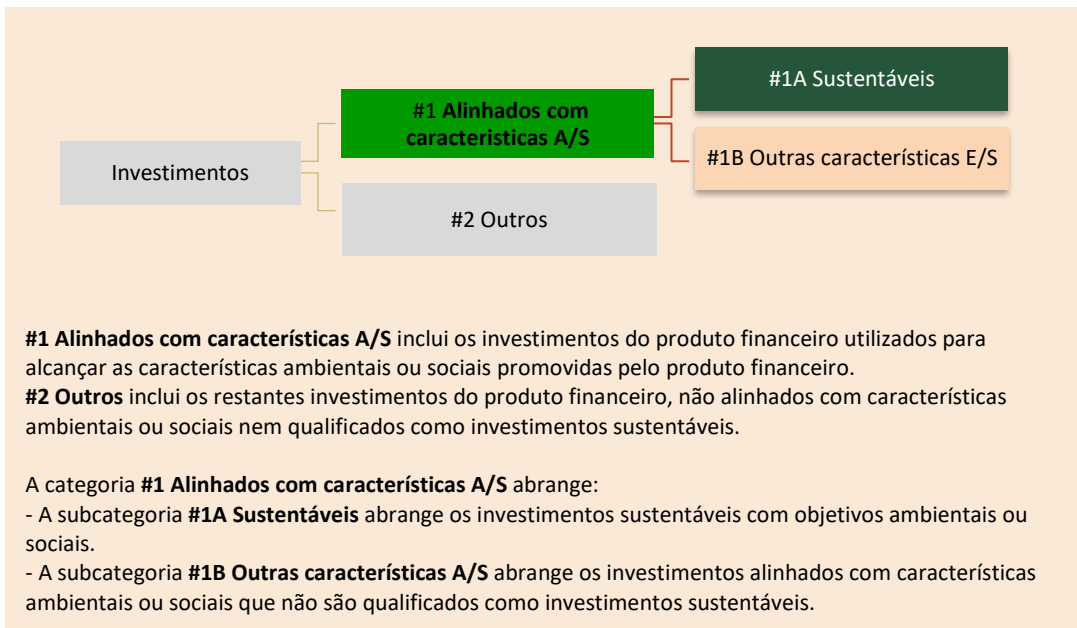 #1A Sustentáveis
#1 Alinhados com
caracteristicas A/S
#1B Outras características E/S
Investimentos
#2 Outros
#1 Alinhados com características A/S inclui os investimentos do produto financeiro utilizados para
alcançar as características ambientais ou sociais promovidas pelo produto financeiro.
#2 Outros inclui os restantes investimentos do produto financeiro, não alinhados com características
ambientais ou sociais nem qualificados como investimentos sustentáveis.
A categoria #1 Alinhados com características A/S abrange:
- A subcategoria #1A Sustentáveis abrange os investimentos sustentáveis com objetivos ambientais ou
sociais.
- A subcategoria #1B Outras características A/S abrange os investimentos alinhados com características
ambientais ou sociais que não são qualificados como investimentos sustentáveis.